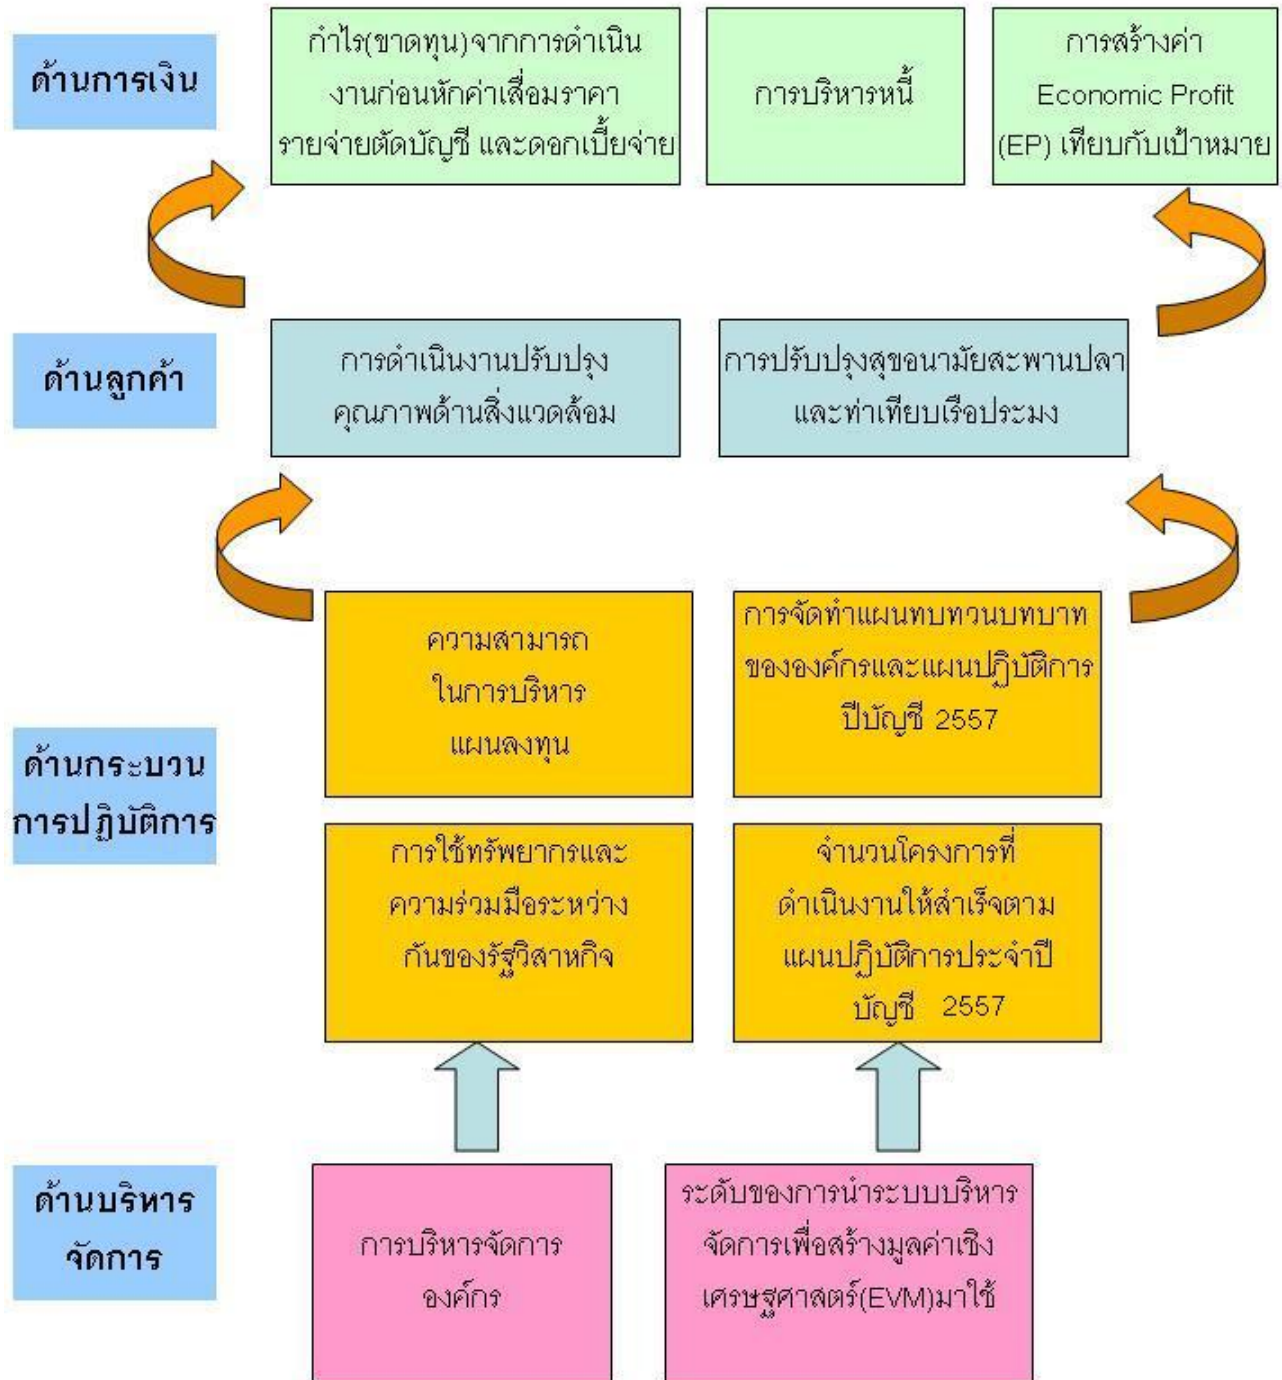 ด้านการเงิน
กำไร(ขาดทุน)จากการดำเนิน
งานก่อนหักค่าเสื่อมราคา
รายจ่ายตัดบัญชี และดอกเบี้ยจ่าย
การบริหารหนี้
การสร้างค่า
Economic Profit
(EP) เทียบกับเป้าหมาย
ด้านลูกค้า
การดำเนินงานปรับปรุง
คุณภาพด้านสิ่งแวดล้อม
การปรับปรุงสุขอนามัยสะพานปลา
และท่าเทียบเรือประมง
ด้านกระบวน
การปฏิบัติการ
ความสามารถ
ในการบริหาร
แผนลงทุน
การจัดทำแผนทบทวนบทบาท
ขององค์กรและแผนปฏิบัติการ
ปีบัญชี 2557
การใช้ทรัพยากรและ
ความร่วมมือระหว่าง
กันของรัฐวิสาหกิจ
จำนวนโครงการที่
ดำเนินงานให้สำเร็จตาม
แผนปฏิบัติการประจำปี
บัญชี 2557
ด้านบริหาร
จัดการ
การบริหารจัดการ
องค์กร
ระดับของการนำระบบบริหาร
จัดการเพื่อสร้างมูลค่าเชิง
เศรษฐศาสตร์(EVM)มาใช้